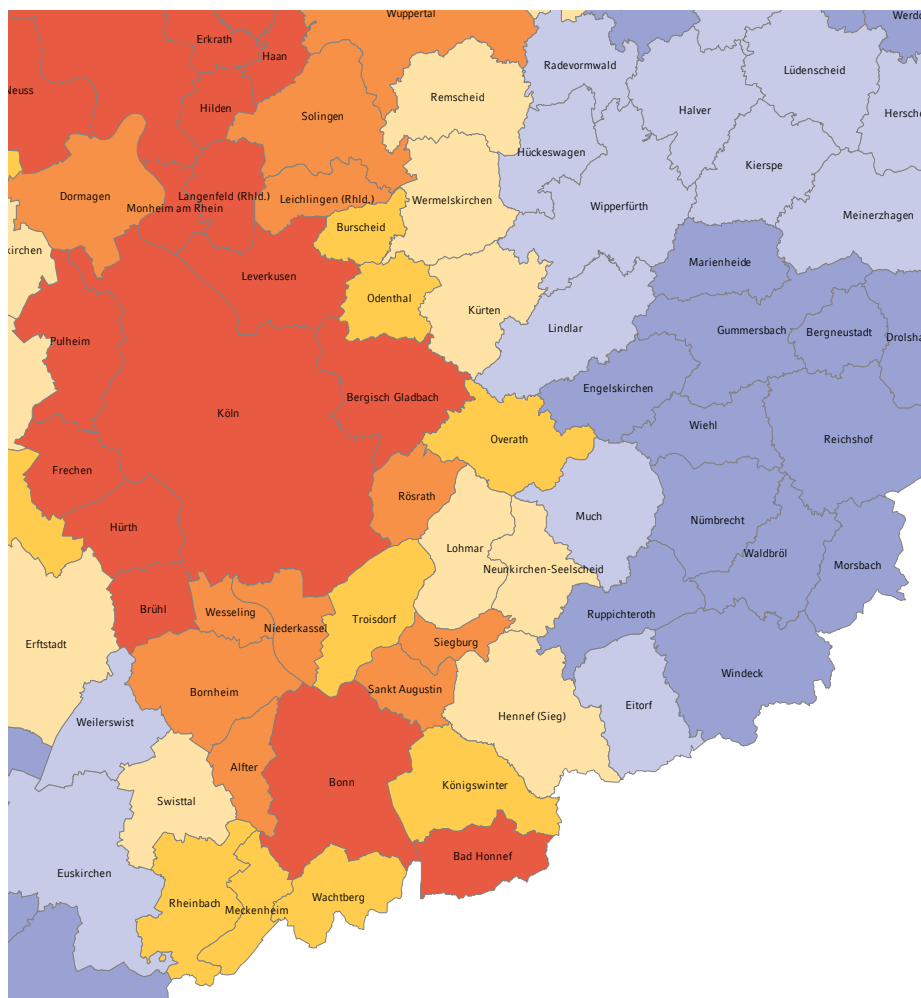 Wuppertal
Erkrath
Haan
Radevormwald
Lüdenscheid
Neuss
Remscheid
Hilden
Solingen
Halver
Hückeswagen
Kierspe
Dormagen
Langenfeld (Rhld.)
Monheim am Rhein
Leichlingen (Rhld.)
Wermelskirchen
Wipperfürth
Meinerzhagen
Burscheid
kirchen
Marienheide
Leverkusen
Odenthal
Kürten
Lindlar
Gummersbach
Bergneustadt
Pulheim
Engelskirchen
Bergisch Gladbach
Köln
Wiehl
Overath
Reichshof
Frechen
Rösrath
Much
Nümbrecht
Hürth
Lohmar
Waldbröl
Neunkirchen-Seelscheid
Morsbach
Brühl
Wesseling
Niederkassel
Troisdorf
Ruppichteroth
Erftstadt
Siegburg
Windeck
Bornheim
Sankt Augustin
Eitorf
Weilerswist
Hennef (Sieg)
Alfter
Bonn
Königswinter
Swisttal
Bad Honnef
Euskirchen
Rheinbach
Meckenheim
Wachtberg